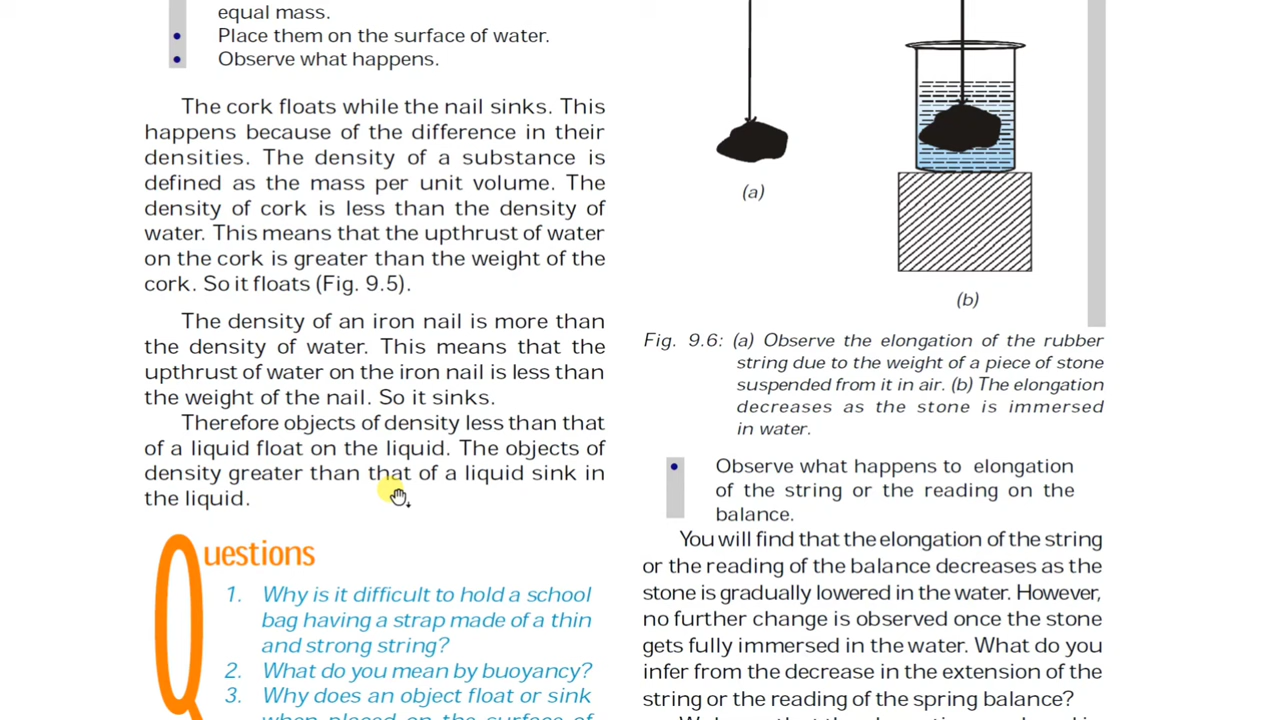 equal mass.
• Place them on the surface of water.
• Observe what happens.
The cork floats while the nail sinks. This
happens because of the difference in their
densities. The density of a substance is
defined as the mass per unit volume. The
density of cork is less than the density of
water. This means that the upthrust of water
on the cork is greater than the weight of the
cork. So it floats (Fig. 9.5).
The density of an iron nail is more than
the density of water. This means that the
upthrust of water on the iron nail is less than
the weight of the nail. So it sinks.
Therefore objects of density less than that
of a liquid float on the liquid. The objects of
density greater than that of a liquid sink in
the liquid.
Questions
1. Why is it difficult to hold a school
bag having a strap made of a thin
and strong string?
2. What do you mean by buoyancy?
3. Why does an object float or sink
when placed on the surface of
(a)
(b)
Fig. 9.6: (a) Observe the elongation of the rubber
string due to the weight of a piece of stone
suspended from it in air. (b) The elongation
decreases as the stone is immersed
in water.
• Observe what happens to elongation
of the string or the reading on the
balance.
You will find that the elongation of the string
or the reading of the balance decreases as the
stone is gradually lowered in the water. However,
no further change is observed once the stone
gets fully immersed in the water. What do you
infer from the decrease in the extension of the
string or the reading of the spring balance?